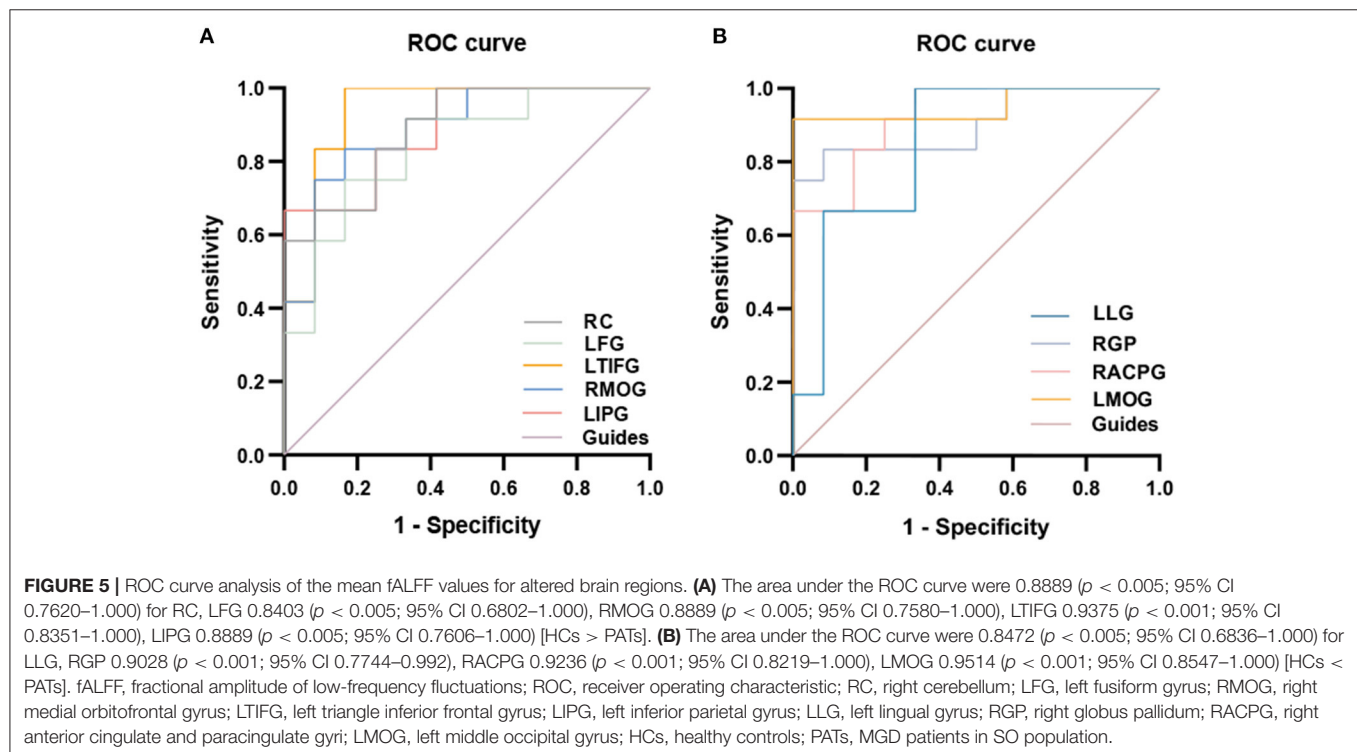 A
ROC curve
1.0
0.8
0.6
0.4
0.2
0.0
Sensitivity
RC
LFG
LTIFG
RMOG
LIPG
Guides
0.0 0.2 0.4 0.6 0.8 1.0
1 - Specificity
B
ROC curve
1.0
0.8
0.6
0.4
0.2
0.0
Sensitivity
LLG
RGP
RACPG
LMOG
Guides
0.0 0.2 0.4 0.6 0.8 1.0
1 - Specificity
FIGURE 5 | ROC curve analysis of the mean fALFF values for altered brain regions. (A) The area under the ROC curve were 0.8889 (p < 0.005; 95% CI
0.7620–1.000) for RC, LFG 0.8403 (p < 0.005; 95% CI 0.6802–1.000), RMOG 0.8889 (p < 0.005; 95% CI 0.7580–1.000), LTIFG 0.9375 (p < 0.001; 95% CI
0.8351–1.000), LIPG 0.8889 (p < 0.005; 95% CI 0.7606–1.000) [HCs > PATs]. (B) The area under the ROC curve were 0.8472 (p < 0.005; 95% CI 0.6836–1.000) for
LLG, RGP 0.9028 (p < 0.001; 95% CI 0.7744–0.992), RACPG 0.9236 (p < 0.001; 95% CI 0.8219–1.000), LMOG 0.9514 (p < 0.001; 95% CI 0.8547–1.000) [HCs <
PATs]. fALFF, fractional amplitude of low-frequency fluctuations; ROC, receiver operating characteristic; RC, right cerebellum; LFG, left fusiform gyrus; RMOG, right
medial orbitofrontal gyrus; LTIFG, left triangle inferior frontal gyrus; LIPG, left inferior parietal gyrus; LLG, left lingual gyrus; RGP, right globus pallidum; RACPG, right
anterior cingulate and paracingulate gyri; LMOG, left middle occipital gyrus; HCs, healthy controls; PATs, MGD patients in SO population.